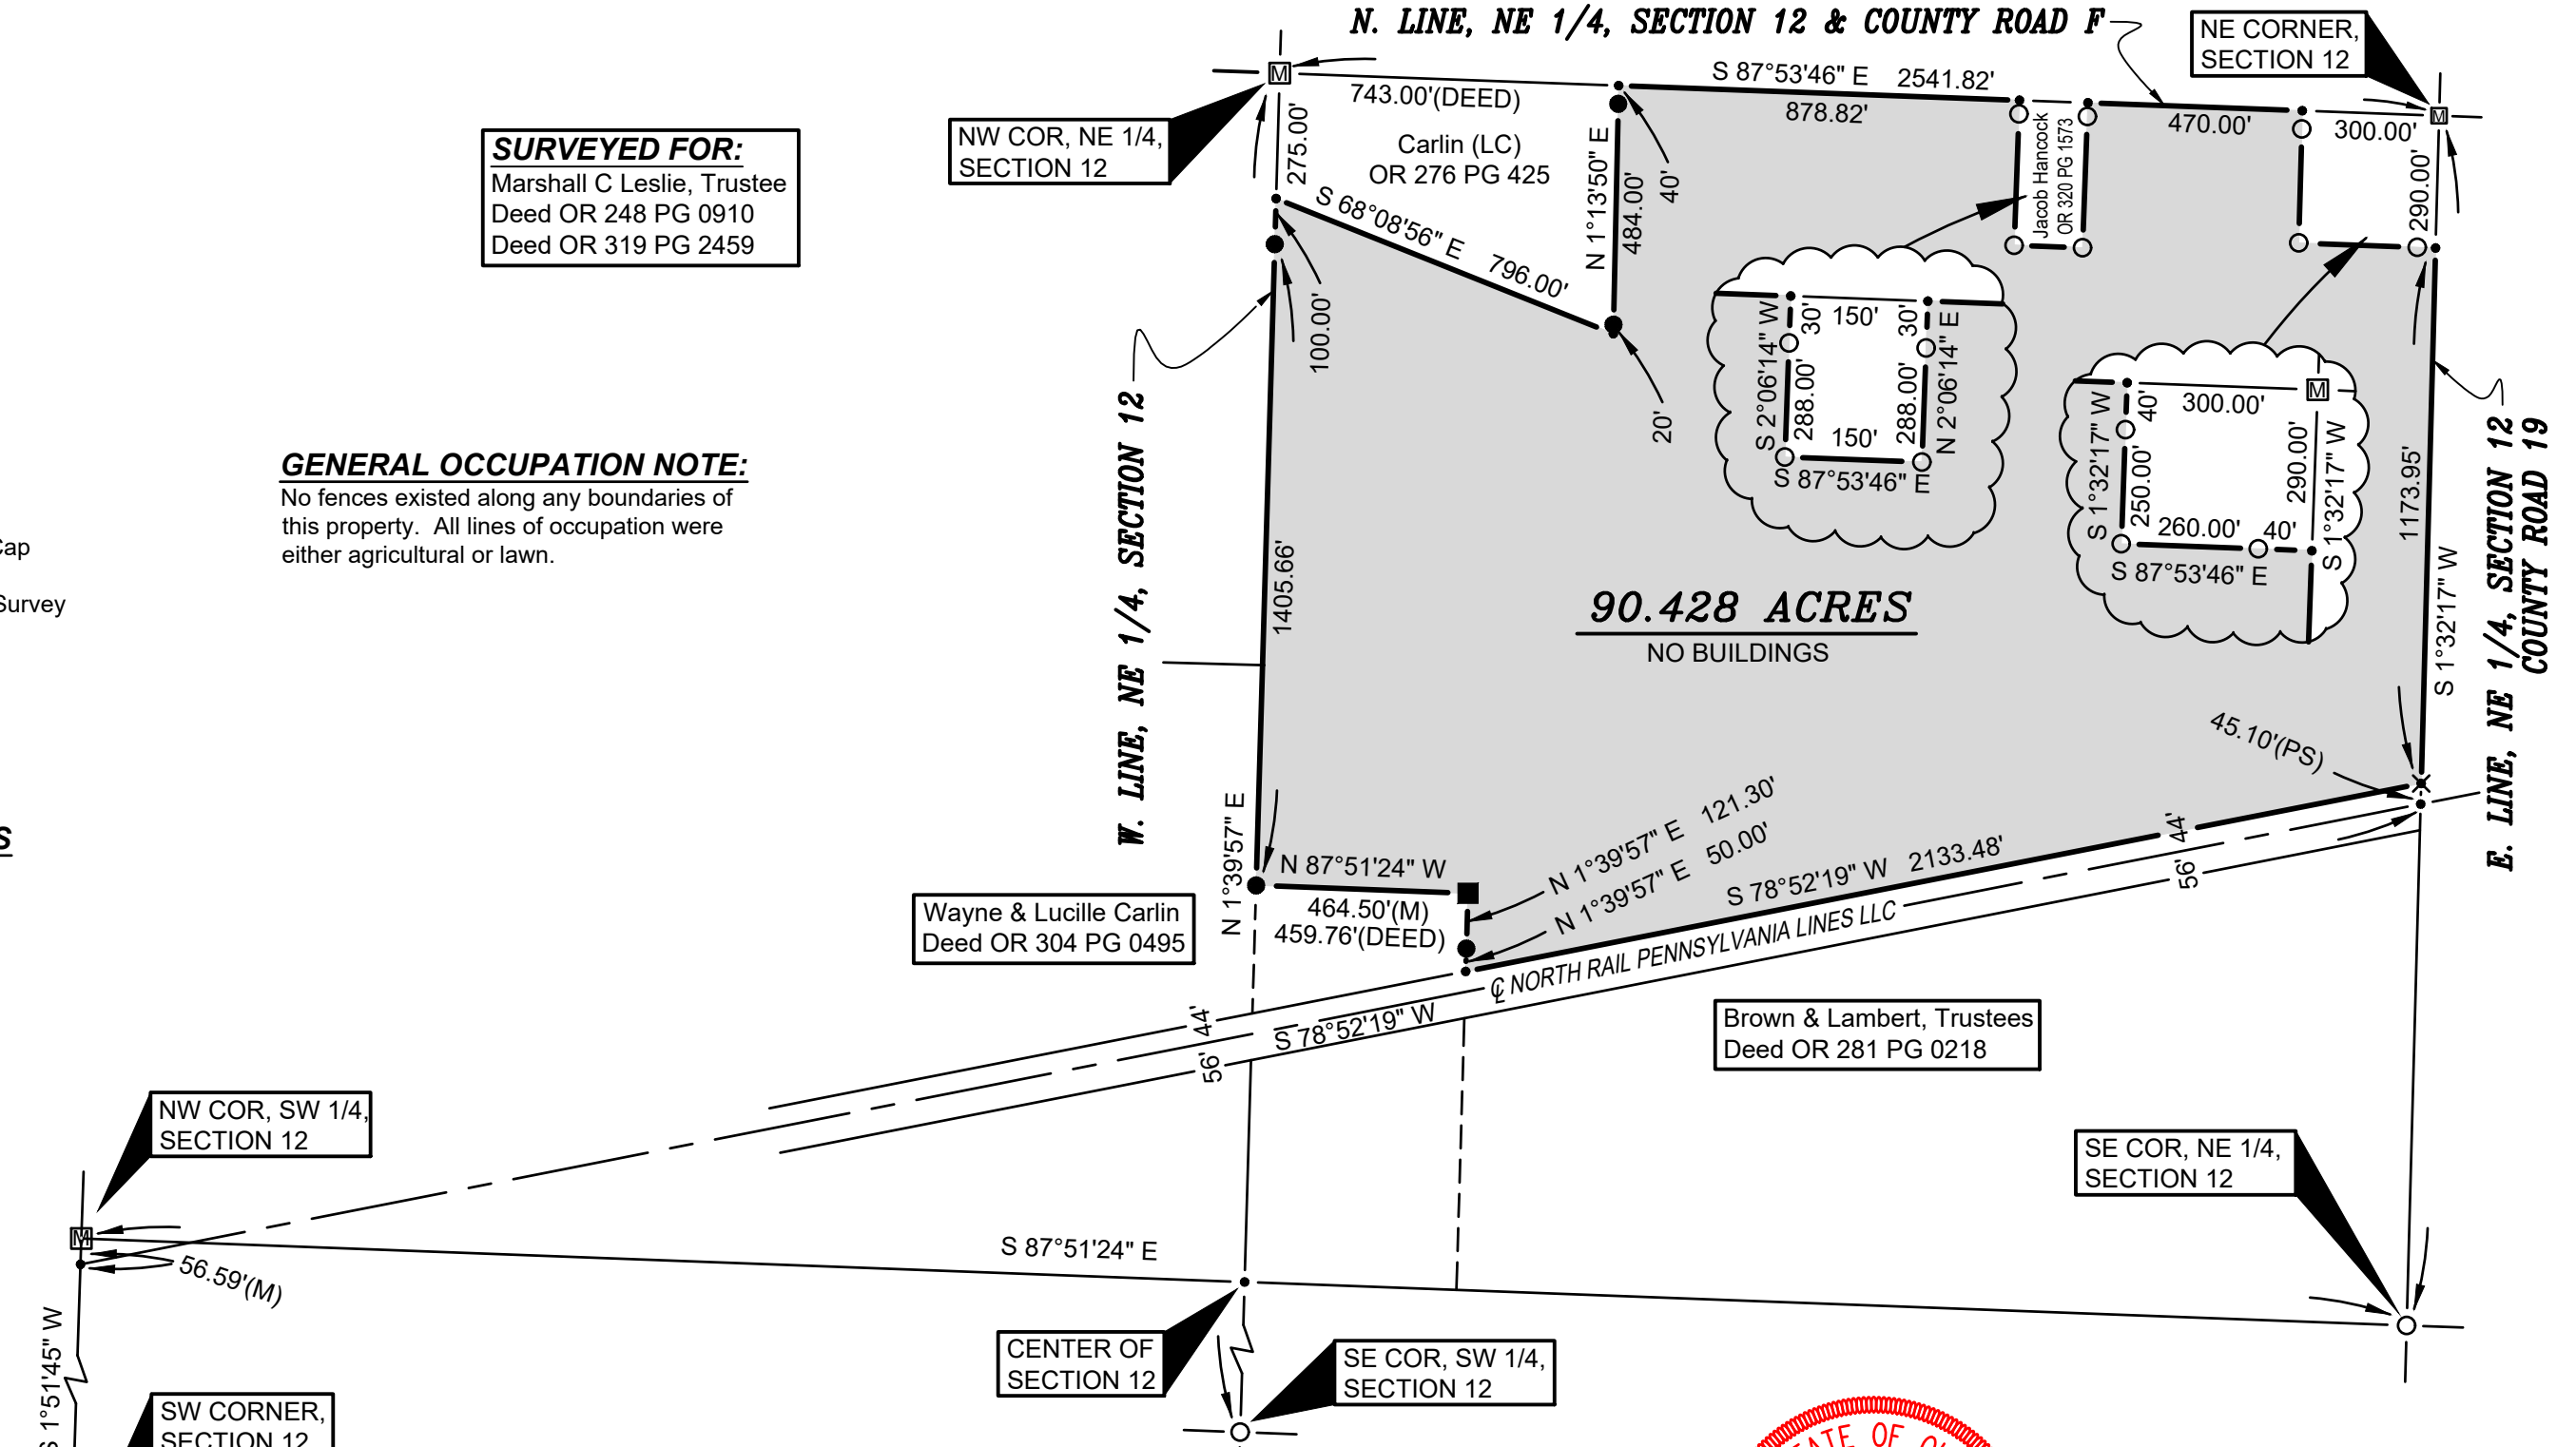 N. LINE, NE 1/4, SECTION 12 & COUNTY ROAD F
NE CORNER,
SECTION 12
M
S 87°53'46" E 2541.82'
743.00'(DEED)
878.82'
470.00'
300.00'
M
NW COR, NE 1/4,
SECTION 12
275.00'
Carlin (LC)
OR 276 PG 425
N 1°13'50" E
484.00'
40'
Jacob Hancock
OR 320 PG 1573
290.00'
SURVEYED FOR:
Marshall C Leslie, Trustee
Deed OR 248 PG 0910
Deed OR 319 PG 2459
S 68°08'56" E 796.00'
100.00'
20'
S 2°06'14" W
30'
150'
30'
N 2°06'14" E
288.00'
288.00'
150'
S 87°53'46" E
M
S 1°32'17" W
40'
300.00'
250.00'
290.00'
S 1°32'17" W
260.00'
40'
S 87°53'46" E
1173.95'
S 1°32'17" W
E. LINE, NE 1/4, SECTION 12
COUNTY ROAD 19
W. LINE, NE 1/4, SECTION 12
GENERAL OCCUPATION NOTE:
No fences existed along any boundaries of
this property. All lines of occupation were
either agricultural or lawn.
Cap
Survey
S
1405.66'
90.428 ACRES
NO BUILDINGS
45.10'(PS)
N 1°39'57" E
N 87°51'24" W
464.50'(M)
459.76'(DEED)
N 1°39'57" E 121.30'
N 1°39'57" E 50.00'
S 78°52'19" W 2133.48'
44'
56'
Wayne & Lucille Carlin
Deed OR 304 PG 0495
℄ NORTH RAIL PENNSYLVANIA LINES LLC
44'
56'
S 78°52'19" W
Brown & Lambert, Trustees
Deed OR 281 PG 0218
NW COR, SW 1/4,
SECTION 12
M
56.59'(M)
S 87°51'24" E
SE COR, NE 1/4,
SECTION 12
CENTER OF
SECTION 12
SE COR, SW 1/4,
SECTION 12
S 1°51'45" W
SW CORNER,
SECTION 12
OF